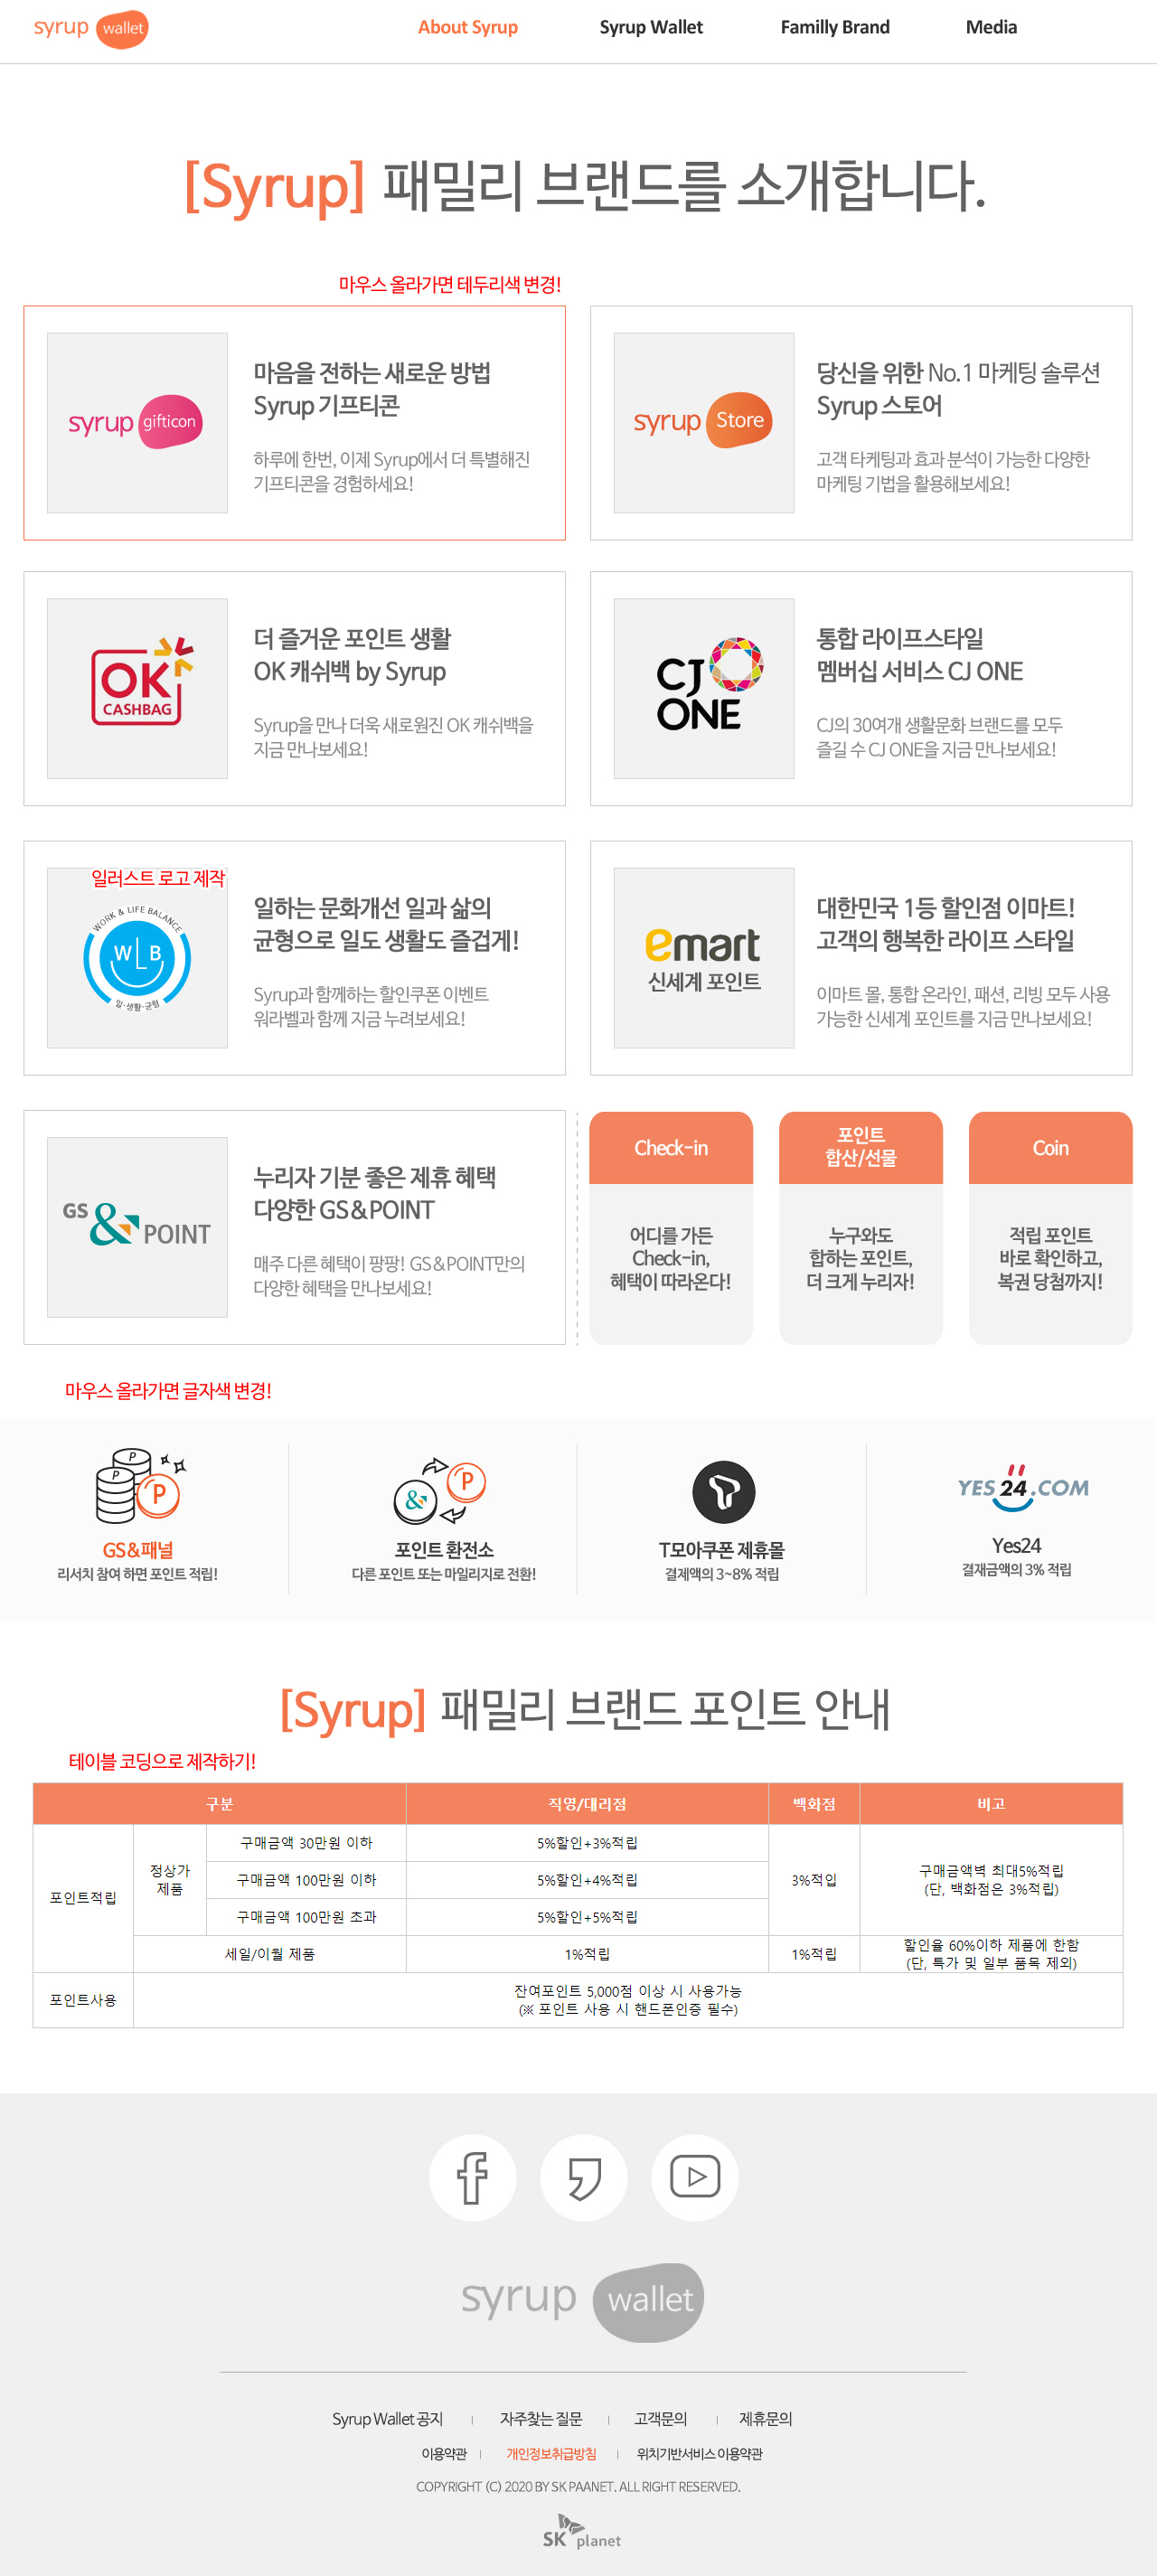 syrup wallet
About Syrup Syrup Wallet Familly Brand Media
[Syrup] 패밀리 브랜드를 소개합니다.
마우스 올라가면 테두리색 변경!
syrup gifticon
마음을 전하는 새로운 방법
Syrup 기프티콘
하루에 한번, 이제 Syrup에서 더 특별해진
기프티콘을 경험하세요!
syrup Store
당신을 위한 No.1 마케팅 솔루션
Syrup 스토어
고객 타케팅과 효과 분석이 가능한 다양한
마케팅 기법을 활용해보세요!
OK
CASHBAG
더 즐거운 포인트 생활
OK 캐쉬백 by Syrup
Syrup을 만나 더욱 새로워진 OK 캐쉬백을
지금 만나보세요!
CJ
ONE
통합 라이프스타일
멤버십 서비스 CJ ONE
CJ의 30여개 생활문화 브랜드를 모두
즐길 수 CJ ONE을 지금 만나보세요!
일러스트 로고 제작
WORK & LIFE BALANCE
WLB
일·생활·균형
일하는 문화개선 일과 삶의
균형으로 일도 생활도 즐겁게!
Syrup과 함께하는 할인쿠폰 이벤트
워라벨과 함께 지금 누려보세요!
emart
신세계 포인트
대한민국 1등 할인점 이마트!
고객의 행복한 라이프 스타일
이마트 몰, 통합 온라인, 패션, 리빙 모두 사용
가능한 신세계 포인트를 지금 만나보세요!
GS & POINT
누리자 기분 좋은 제휴 혜택
다양한 GS&POINT
매주 다른 혜택이 팡팡! GS&POINT만의
다양한 혜택을 만나보세요!
Check-in
어디를 가든
Check-in,
혜택이 따라온다!
포인트
합산/선물
누구와도
합하는 포인트,
더 크게 누리자!
Coin
적립 포인트
바로 확인하고,
복권 당첨까지!
마우스 올라가면 글자색 변경!
P
P
P
GS&패널
리서치 참여 하면 포인트 적립!
P
&
포인트 환전소
다른 포인트 또는 마일리지로 전환!
T모아쿠폰 제휴몰
결제액의 3~8% 적립
YES24.COM
Yes24
결재금액의 3% 적립
[Syrup] 패밀리 브랜드 포인트 안내
테이블 코딩으로 제작하기!
구분 직영/대리점 백화점 비고
포인트적립
정상가
제품
구매금액 30만원 이하 5%할인+3%적립
구매금액 100만원 이하 5%할인+4%적립
구매금액 100만원 초과 5%할인+5%적립
3%적입
구매금액벽 최대5%적립
(단, 백화점은 3%적립)
세일/이월 제품 1%적립 1%적립
할인율 60%이하 제품에 한함
(단, 특가 및 일부 품목 제외)
포인트사용
잔여포인트 5,000점 이상 시 사용가능
(※ 포인트 사용 시 핸드폰인증 필수)
syrup wallet
Syrup Wallet 공지 자주찾는 질문 고객문의 제휴문의
이용약관 개인정보취급방침 위치기반서비스 이용약관
COPYRIGHT (C) 2020 BY SK PAANET. ALL RIGHT RESERVED.
SK planet